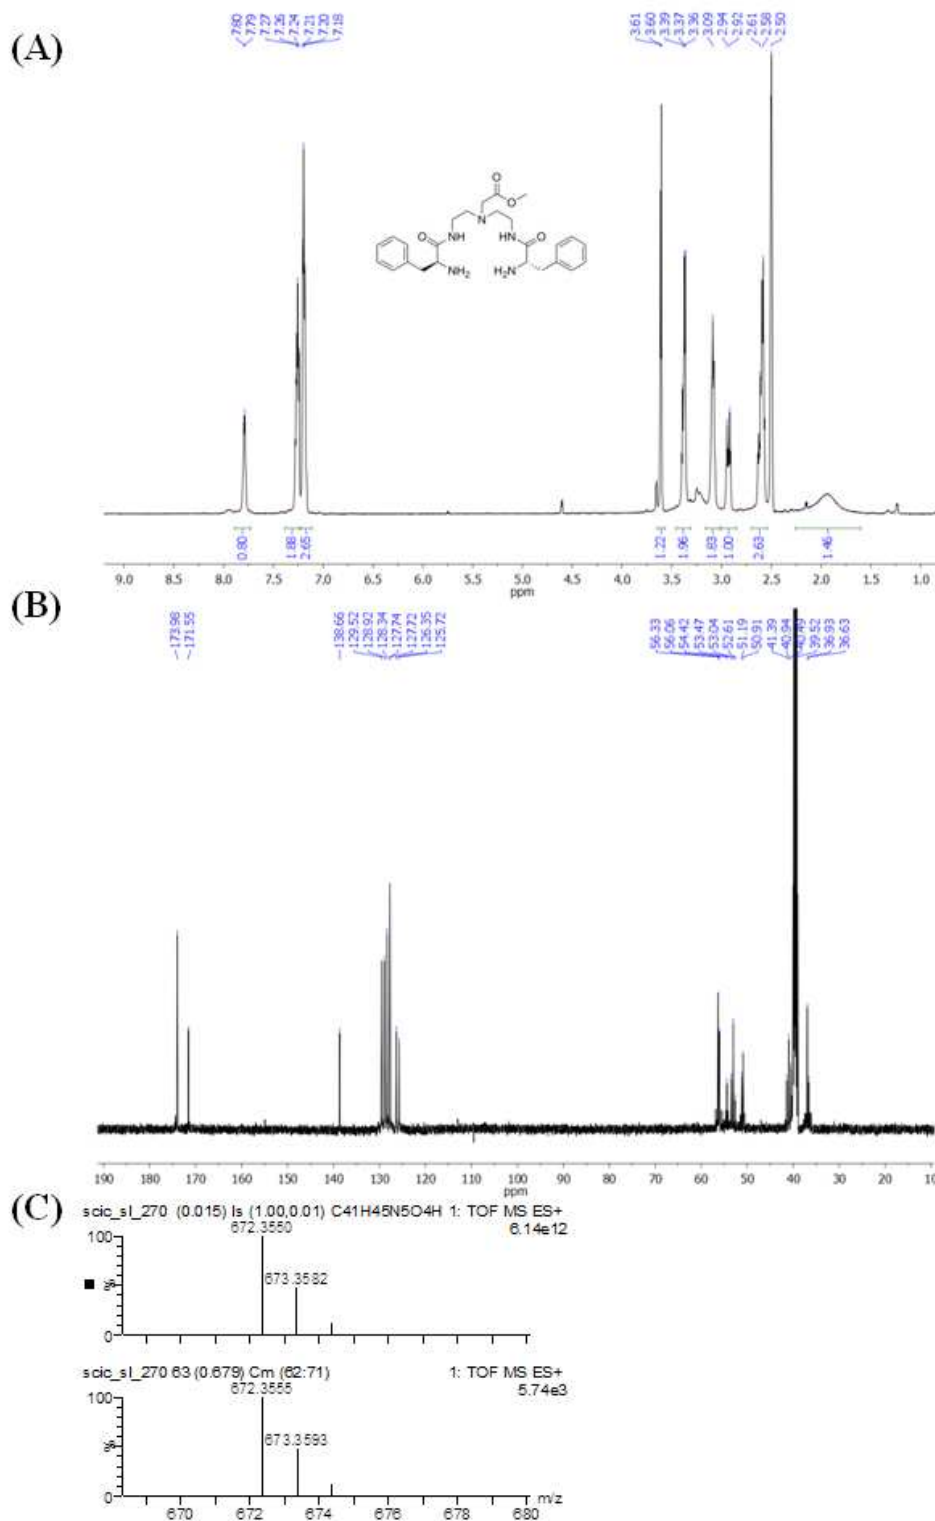 (A)
7.80
7.79
7.27
7.26
7.24
7.21
7.20
7.18
3.61
3.60
3.39
3.37
3.36
3.09
2.94
2.92
2.61
2.58
2.50
O
O
N
O
NH
NH
O
NH2
H2N
0.80
1.88
2.65
1.22
1.96
1.83
1.00
2.63
1.46
9.0 8.5 8.0 7.5 7.0 6.5 6.0 5.5 5.0 4.5 4.0 3.5 3.0 2.5 2.0 1.5 1.0
ppm
(B)
173.98
171.55
138.66
129.52
128.92
128.34
127.74
127.72
126.35
125.72
56.33
56.06
54.42
53.47
53.04
52.61
51.19
50.91
41.39
40.94
40.49
39.52
36.93
36.63
190 180 170 160 150 140 130 120 110 100 90 80 70 60 50 40 30 20 10
ppm
(C)
scic_sl_270 (0.015) Is (1.00,0.01) C41H45N5O4H 1: TOF MS ES+
672.3550 6.14e12
100
673.3582
%
0
scic_sl_270 63 (0.679) Cm (62:71) 1: TOF MS ES+
672.3555 5.74e3
100
673.3593
%
0
m/z
670 672 674 676 678 680